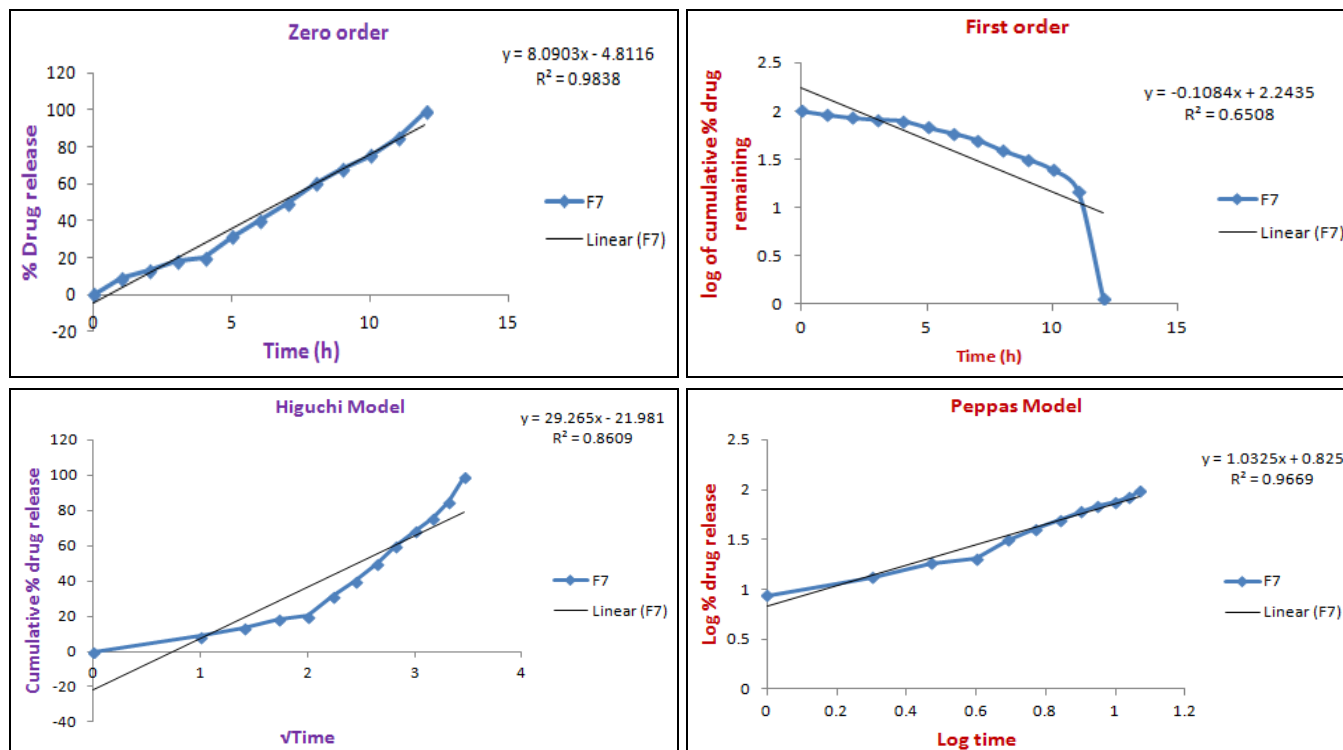 Zero order
y = 8.0903x - 4.8116
R² = 0.9838
120
100
80
60
40
20
0
-20
0
5
10
15
% Drug release
Time (h)
F7
Linear (F7)
First order
y = -0.1084x + 2.2435
R² = 0.6508
2.5
2
1.5
1
0.5
0
0
5
10
15
log of cumulative % drug
remaining
Time (h)
F7
Linear (F7)
Higuchi Model
y = 29.265x - 21.981
R² = 0.8609
120
100
80
60
40
20
0
-20
-40
0
1
2
3
4
Cumulative % drug release
√Time
F7
Linear (F7)
Peppas Model
y = 1.0325x + 0.825
R² = 0.9669
2.5
2
1.5
1
0.5
0
0
0.2
0.4
0.6
0.8
1
1.2
Log % drug release
Log time
F7
Linear (F7)